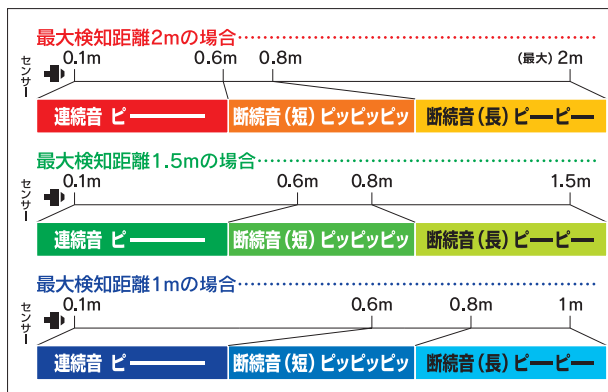 最大検知距離2mの場合
センサー
0.1m 0.6m 0.8m (最大) 2m
連続音 ピ――― 断続音(短) ピッピッピッ 断続音(長) ピーピー
最大検知距離1.5mの場合
センサー
0.1m 0.6m 0.8m 1.5m
連続音 ピ――― 断続音(短) ピッピッピッ 断続音(長) ピーピー
最大検知距離1mの場合
センサー
0.1m 0.6m 0.8m 1m
連続音 ピ――― 断続音(短) ピッピッピッ 断続音(長) ピーピー